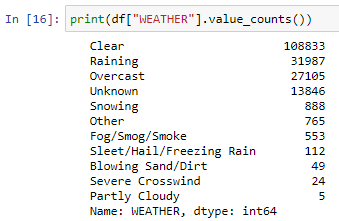 In [16]: print(df["WEATHER"].value_counts())
Clear 108833
Raining 31987
Overcast 27105
Unknown 13846
Snowing 888
Other 765
Fog/Smog/Smoke 553
Sleet/Hail/Freezing Rain 112
Blowing Sand/Dirt 49
Severe Crosswind 24
Partly Cloudy 5
Name: WEATHER, dtype: int64